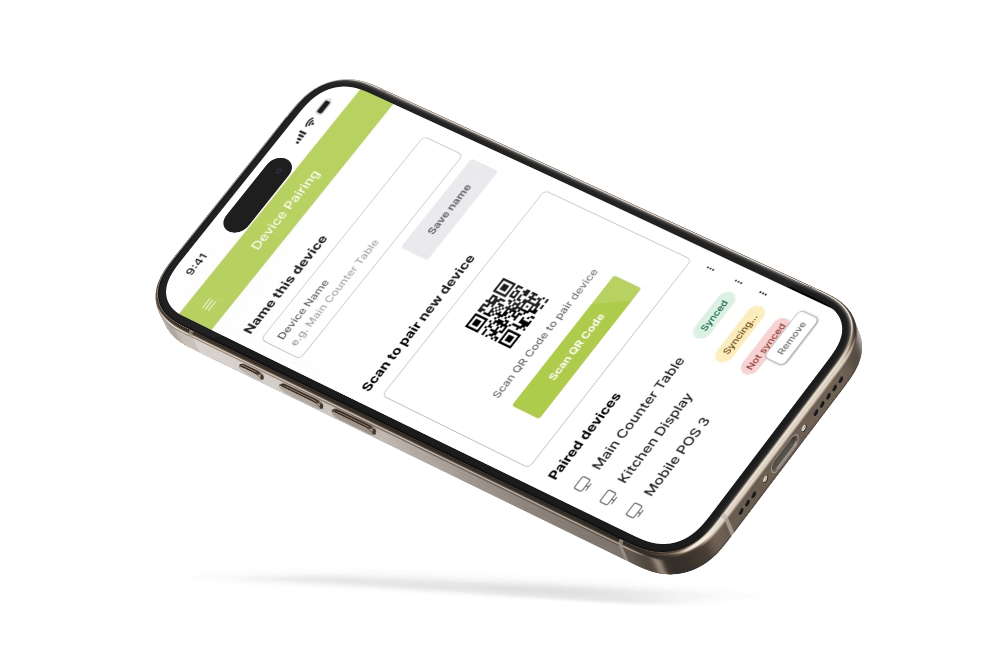 9:41
Device Pairing
Name this device
Device Name
e.g. Main Counter Table
Save name
Scan to pair new device
Scan QR Code to pair device
Scan QR Code
Paired devices
Main Counter Table
Synced
Kitchen Display
Syncing...
Mobile POS 3
Not synced
Remove